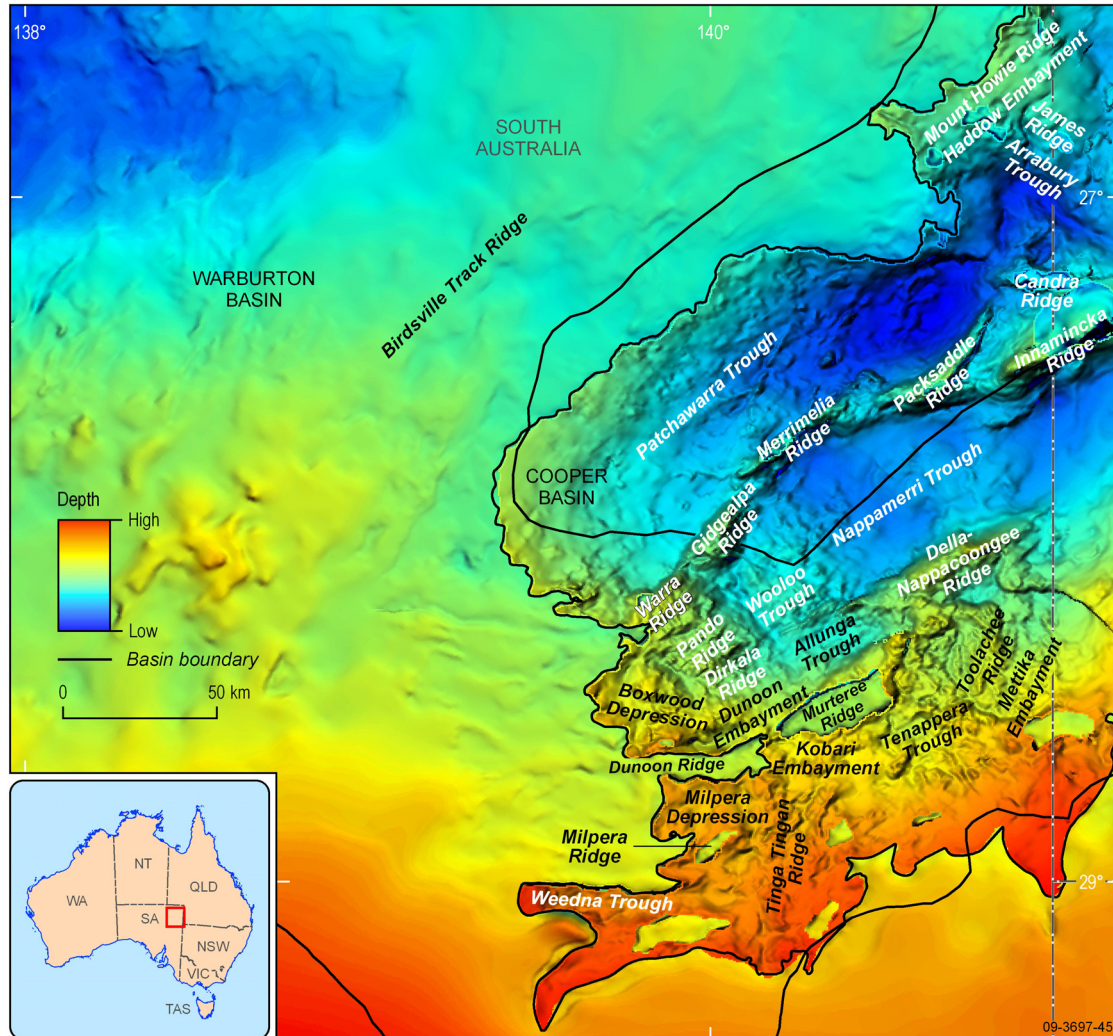 138°
140°
Mount Howie Ridge
Haddow Embayment
James
Ridge
Arrabury
Trough
SOUTH
AUSTRALIA
27°
Birdsville Track Ridge
WARBURTON
BASIN
Candra
Ridge
Innamincka
Ridge
Packsaddle
Ridge
Patchawarra Trough
Merrimelia
Ridge
COOPER
BASIN
Nappamerri Trough
Gidgealpa
Ridge
Depth
High
Low
Basin boundary
0
50 km
Della-
Nappacoongee
Ridge
Wooloo
Trough
Warra
Ridge
Pando
Ridge
Allunga
Trough
Dirkala
Ridge
Toolachee
Ridge
Mettika
Embayment
Boxwood
Depression
Dunoon
Embayment
Murteree
Ridge
Tenappera
Trough
Kobari
Embayment
Dunoon Ridge
Milpera
Depression
Milpera
Ridge
Tinga Tingan
Ridge
29°
Weedna Trough
NT
QLD
WA
SA
NSW
VIC
TAS
09-3697-45